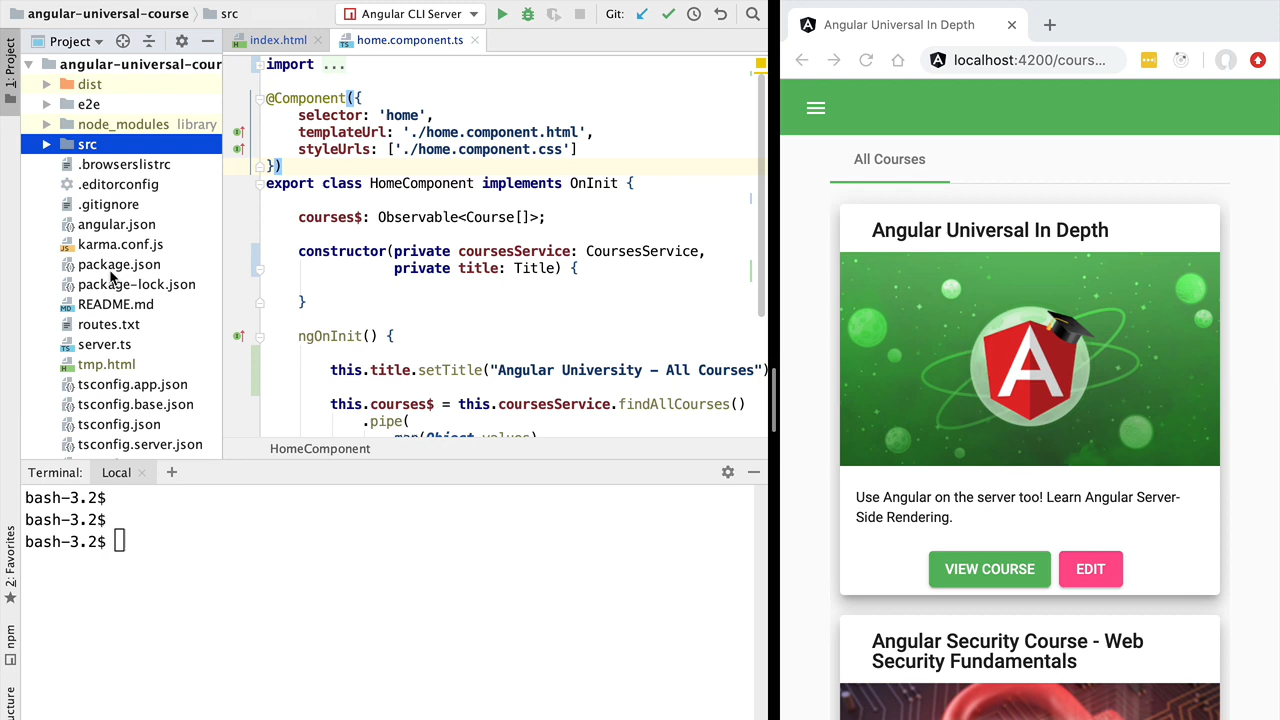 angular-universal-course
src
Angular CLI Server
Git:
1: Project
2: Favorites
npm
Project
angular-universal-cour
dist
e2e
node_modules library
src
.browserslistrc
.editorconfig
.gitignore
angular.json
karma.conf.js
package.json
package-lock.json
README.md
routes.txt
server.ts
tmp.html
tsconfig.app.json
tsconfig.base.json
tsconfig.json
tsconfig.server.json
index.html
home.component.ts
import ...
@Component({
selector: 'home',
templateUrl: './home.component.html',
styleUrls: ['./home.component.css']
})
export class HomeComponent implements OnInit {
courses$: Observable<Course[]>;
constructor(private coursesService: CoursesService,
private title: Title) {
}
ngOnInit() {
this.title.setTitle("Angular University – All Courses")
this.courses$ = this.coursesService.findAllCourses()
.pipe(
map(Object.values)
HomeComponent
Terminal:
Local
bash-3.2$
bash-3.2$
bash-3.2$
Angular Universal In Depth
localhost:4200/cours...
All Courses
Angular Universal In Depth
Use Angular on the server too! Learn Angular Server-
Side Rendering.
VIEW COURSE
EDIT
Angular Security Course - Web
Security Fundamentals